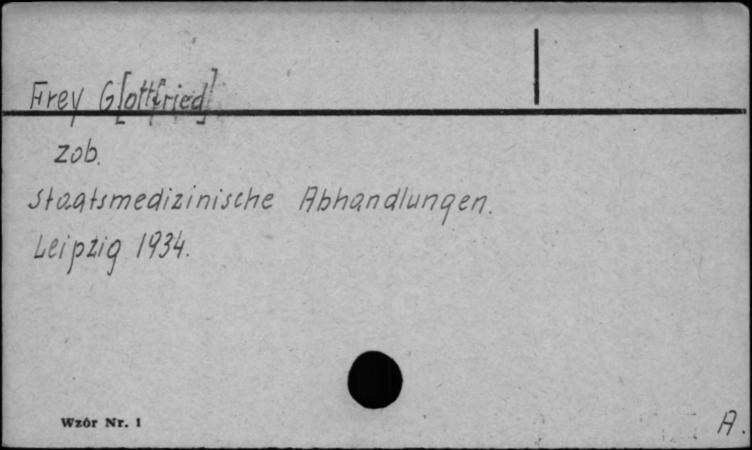 Frey G[ottfried]
zob.
Staatsmedizinische Abhandlungen.
Leipzig 1934.
Wzór Nr. 1
A.